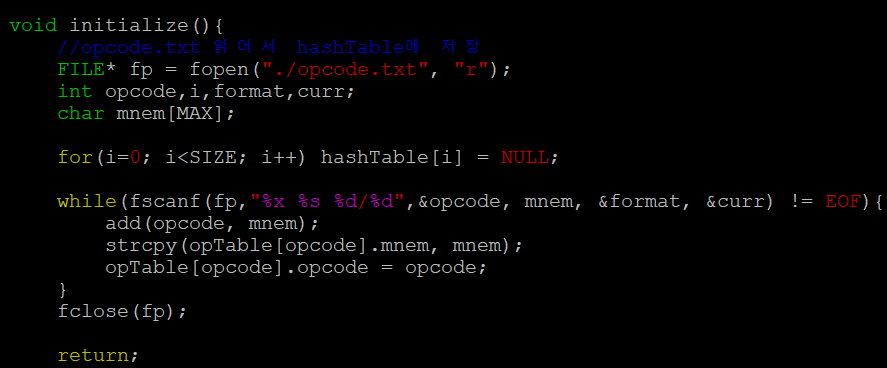 void initialize(){
    //opcode.txt 읽어서 hashTable에 저장
    FILE* fp = fopen("./opcode.txt", "r");
    int opcode,i,format,curr;
    char mnem[MAX];

    for(i=0; i<SIZE; i++) hashTable[i] = NULL;

    while(fscanf(fp,"%x %s %d/%d",&opcode, mnem, &format, &curr) != EOF){
        add(opcode, mnem);
        strcpy(opTable[opcode].mnem, mnem);
        opTable[opcode].opcode = opcode;
    }
    fclose(fp);

    return;